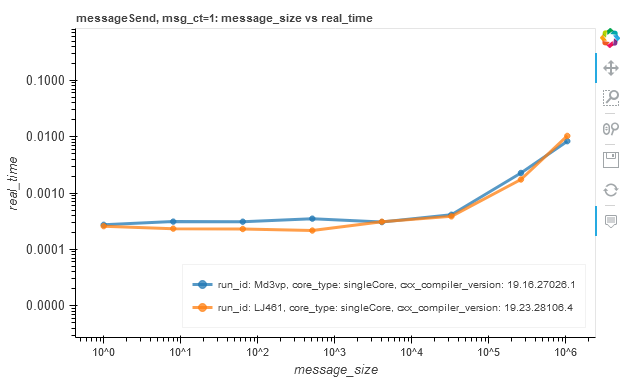 messageSend, msg_ct=1: message_size vs real_time
0.1000
0.0100
0.0010
0.0001
0.0000
real_time
run_id: Md3vp, core_type: singleCore, cxx_compiler_version: 19.16.27026.1
run_id: LJ461, core_type: singleCore, cxx_compiler_version: 19.23.28106.4
10^0 10^1 10^2 10^3 10^4 10^5 10^6
message_size